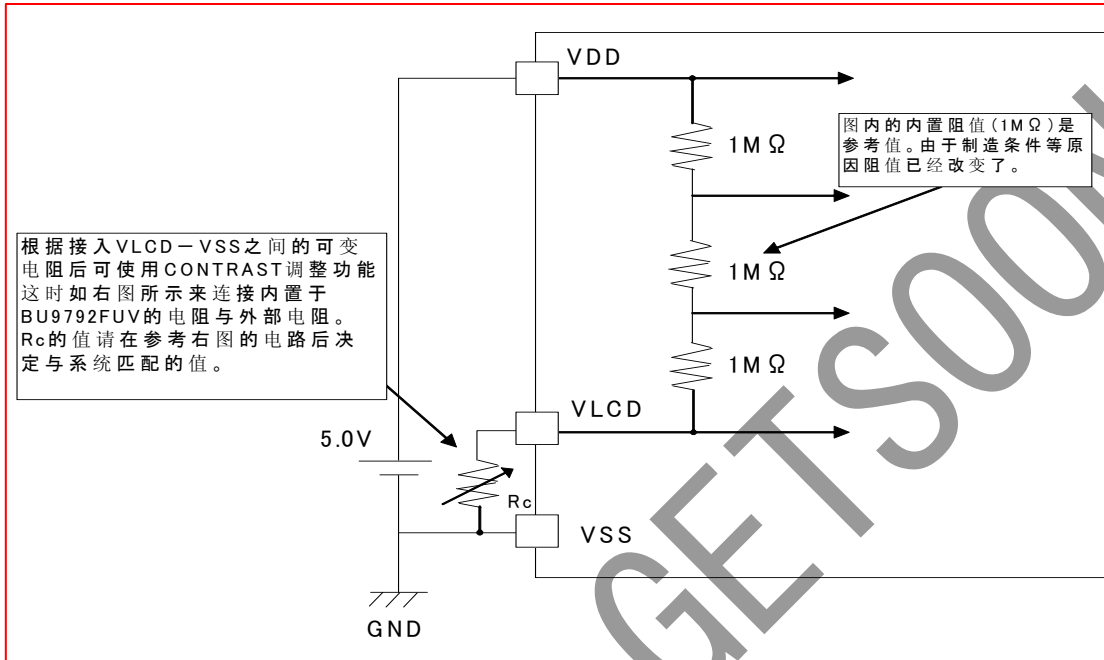 VDD
1MΩ
图内的内置阻值(1MΩ)是
参考值。由于制造条件等原
因阻值已经改变了。
根据接入VLCD－VSS之间的可变
电阻后可使用CONTRAST调整功能
这时如右图所示来连接内置于
BU9792FUV的电阻与外部电阻。
Rc的值请在参考右图的电路后决
定与系统匹配的值。
1MΩ
1MΩ
VLCD
5.0V
Rc
VSS
GND
GETSOON